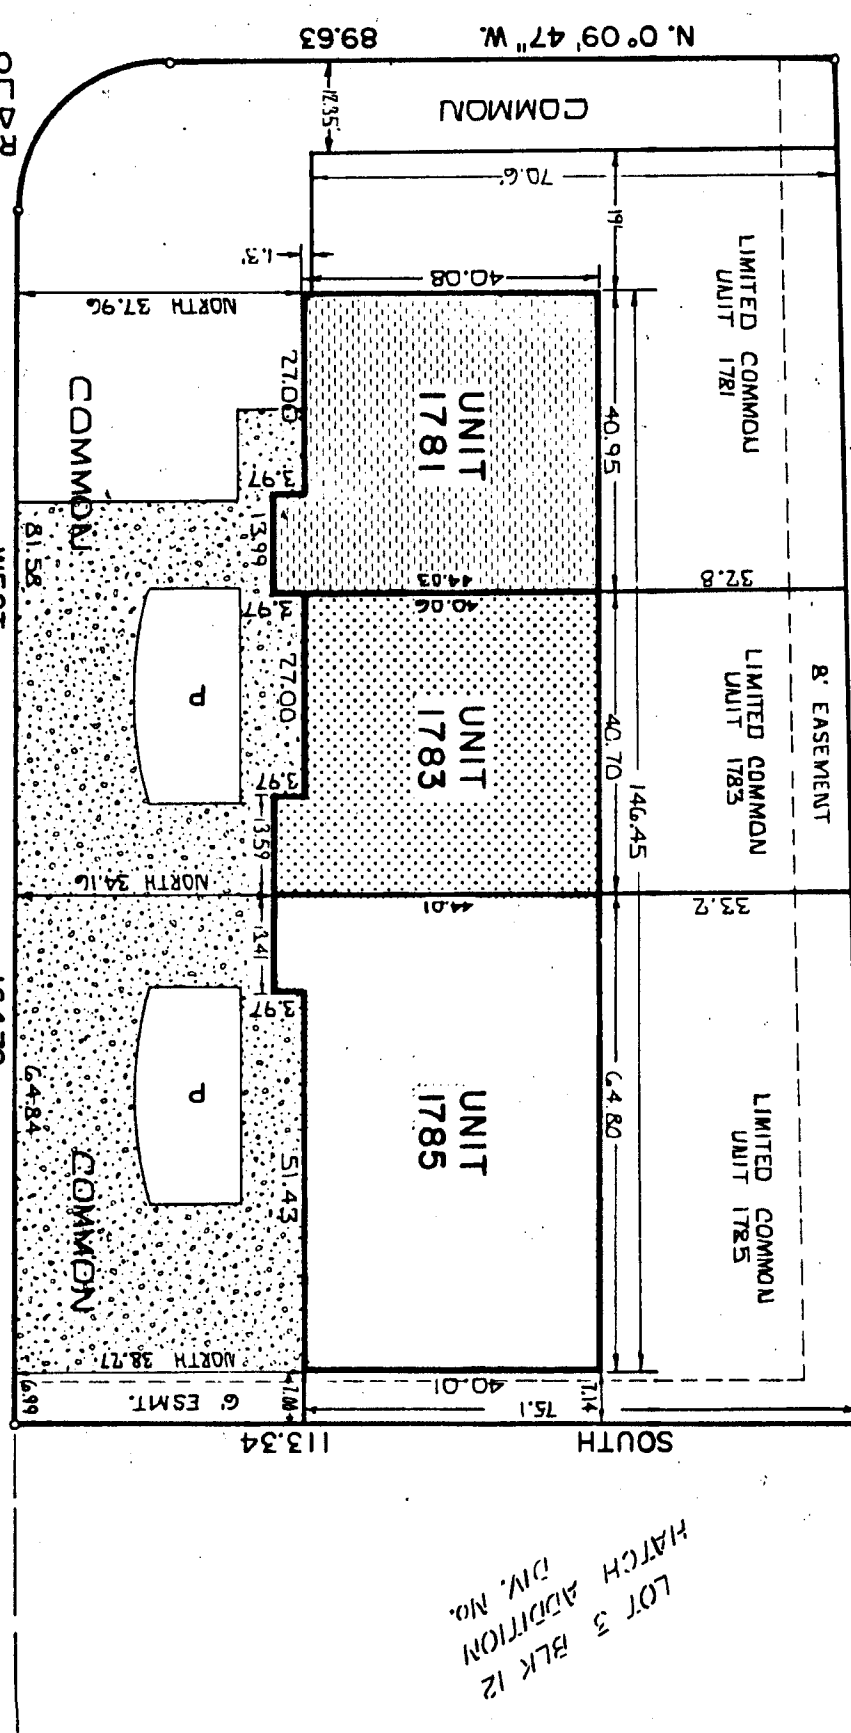 N. 0° 09' 47" W.
89.63
COMMON
12.35'
70.6'
19'
1.3'
40.08
NORTH 37.96
LIMITED COMMON
UNIT 1781
UNIT
1781
27.00
40.95
COMMON
3.97
13.99
81.58
44.03
32.8
40.06
3.97
27.00
P
UNIT
1783
40.70
146.45
LIMITED COMMON
UNIT 1783
8' EASEMENT
3.97
13.59
NORTH 34.16
44.01
33.2
13.41
3.97
P
UNIT
1785
64.80
64.84
51.43
COMMON
LIMITED COMMON
UNIT 1785
NORTH 38.27
40.01
6.99
6' ESMT.
7.00
7.14
75.1
113.34
SOUTH
LOT 3 BLK 12
HATCH ADDITION
DIV. No.